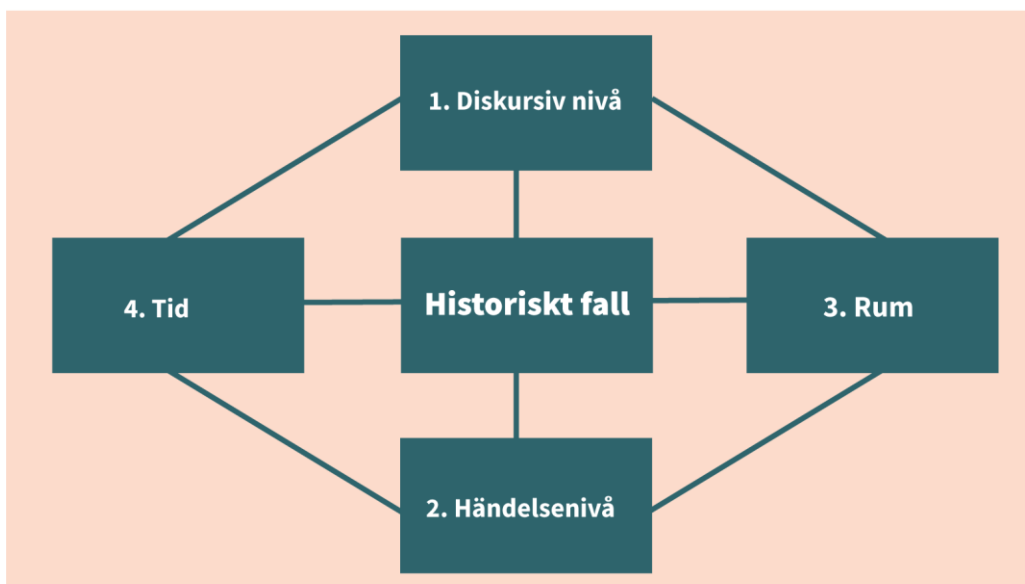 1. Diskursiv nivå
4. Tid
Historiskt fall
3. Rum
2. Händelsenivå